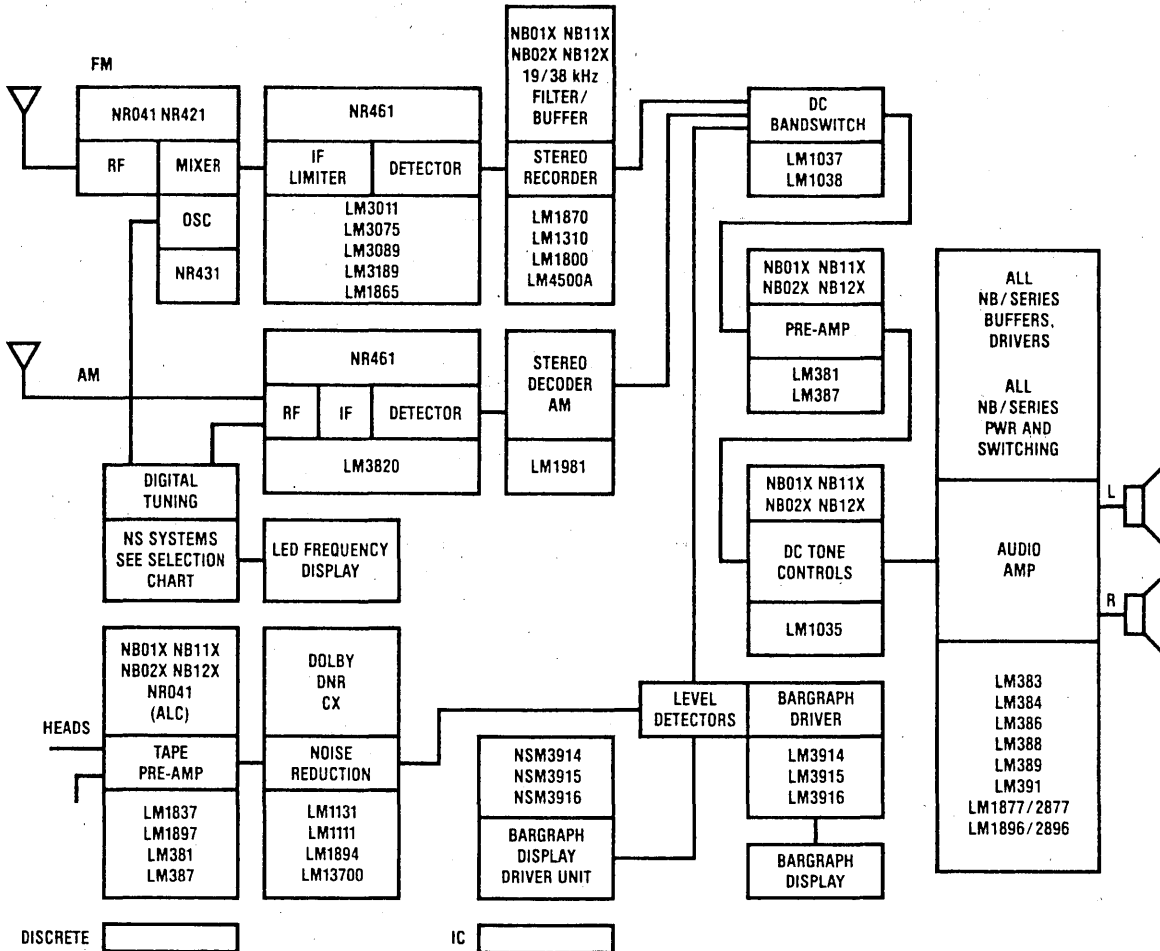 FM
NR041 NR421
RF
MIXER
OSC
NR431
NR461
IF
LIMITER
DETECTOR
LM3011
LM3075
LM3089
LM3189
LM1865
NB01X NB11X
NB02X NB12X
19/38 kHz
FILTER/
BUFFER
STEREO
RECORDER
LM1870
LM1310
LM1800
LM4500A
DC
BANDSWITCH
LM1037
LM1038
AM
NR461
RF
IF
DETECTOR
LM3820
STEREO
DECODER
AM
LM1981
NB01X NB11X
NB02X NB12X
PRE-AMP
LM381
LM387
ALL
NB/SERIES
BUFFERS,
DRIVERS
ALL
NB/SERIES
PWR AND
SWITCHING
DIGITAL
TUNING
NS SYSTEMS
SEE SELECTION
CHART
LED FREQUENCY
DISPLAY
NB01X NB11X
NB02X NB12X
DC TONE
CONTROLS
LM1035
AUDIO
AMP
L
R
LM383
LM384
LM386
LM388
LM389
LM391
LM1877/2877
LM1896/2896
HEADS
NB01X NB11X
NB02X NB12X
NR041
(ALC)
TAPE
PRE-AMP
LM1837
LM1897
LM381
LM387
DOLBY
DNR
CX
NOISE
REDUCTION
LM1131
LM1111
LM1894
LM13700
LEVEL
DETECTORS
BARGRAPH
DRIVER
LM3914
LM3915
LM3916
NSM3914
NSM3915
NSM3916
BARGRAPH
DISPLAY
DRIVER UNIT
BARGRAPH
DISPLAY
DISCRETE
IC